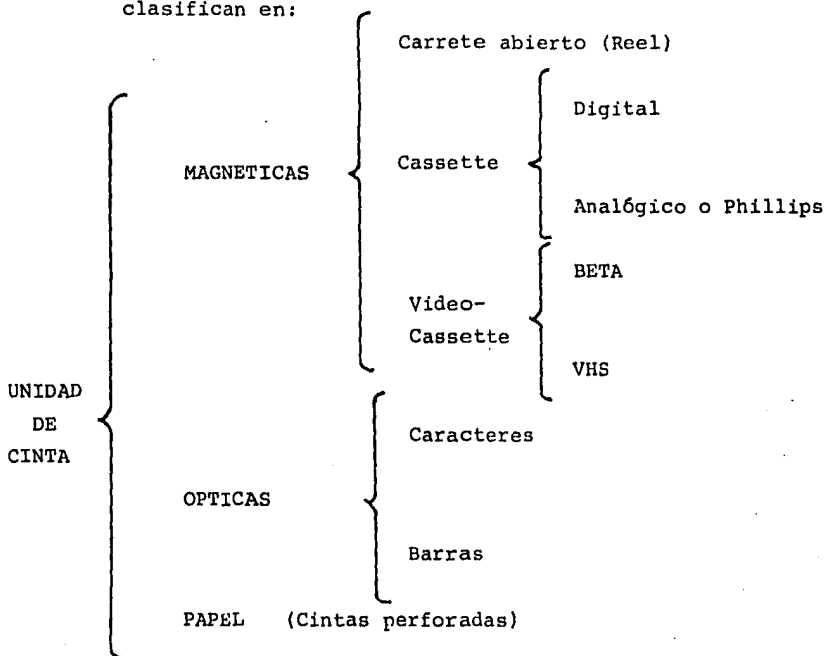 clasifican en:
Carrete abierto (Reel)
Digital
MAGNETICAS
Cassette
Analógico o Phillips
BETA
Video-
Cassette
VHS
UNIDAD
DE
CINTA
Caracteres
OPTICAS
Barras
PAPEL (Cintas perforadas)